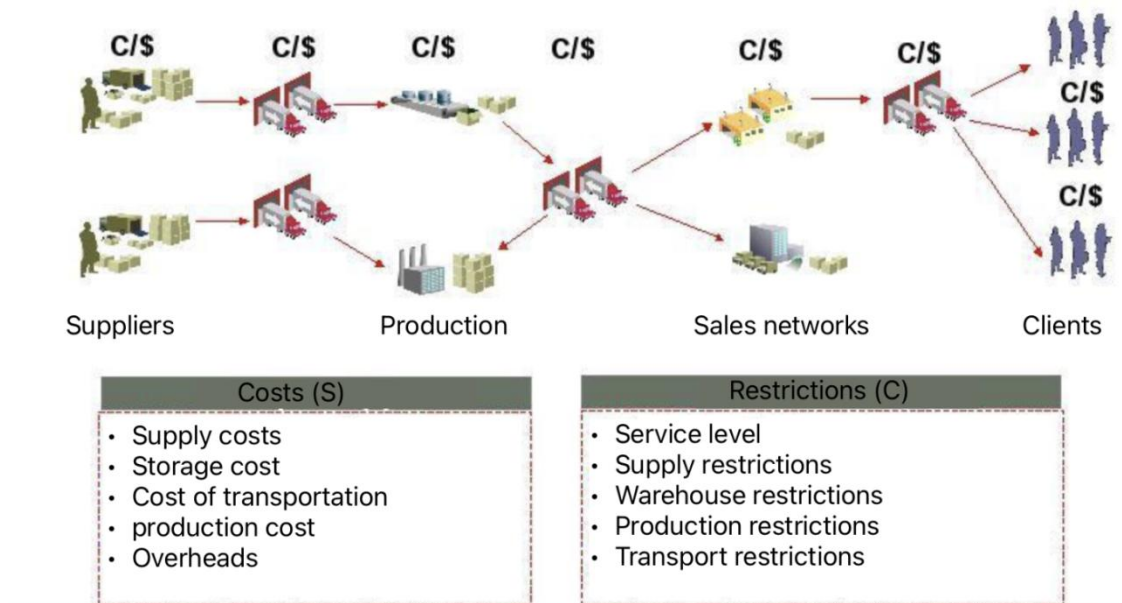 C/$ C/$ C/$ C/$ C/$ C/$
C/$
C/$
Suppliers Production Sales networks Clients
Costs (S)
• Supply costs
• Storage cost
• Cost of transportation
• production cost
• Overheads
Restrictions (C)
• Service level
• Supply restrictions
• Warehouse restrictions
• Production restrictions
• Transport restrictions